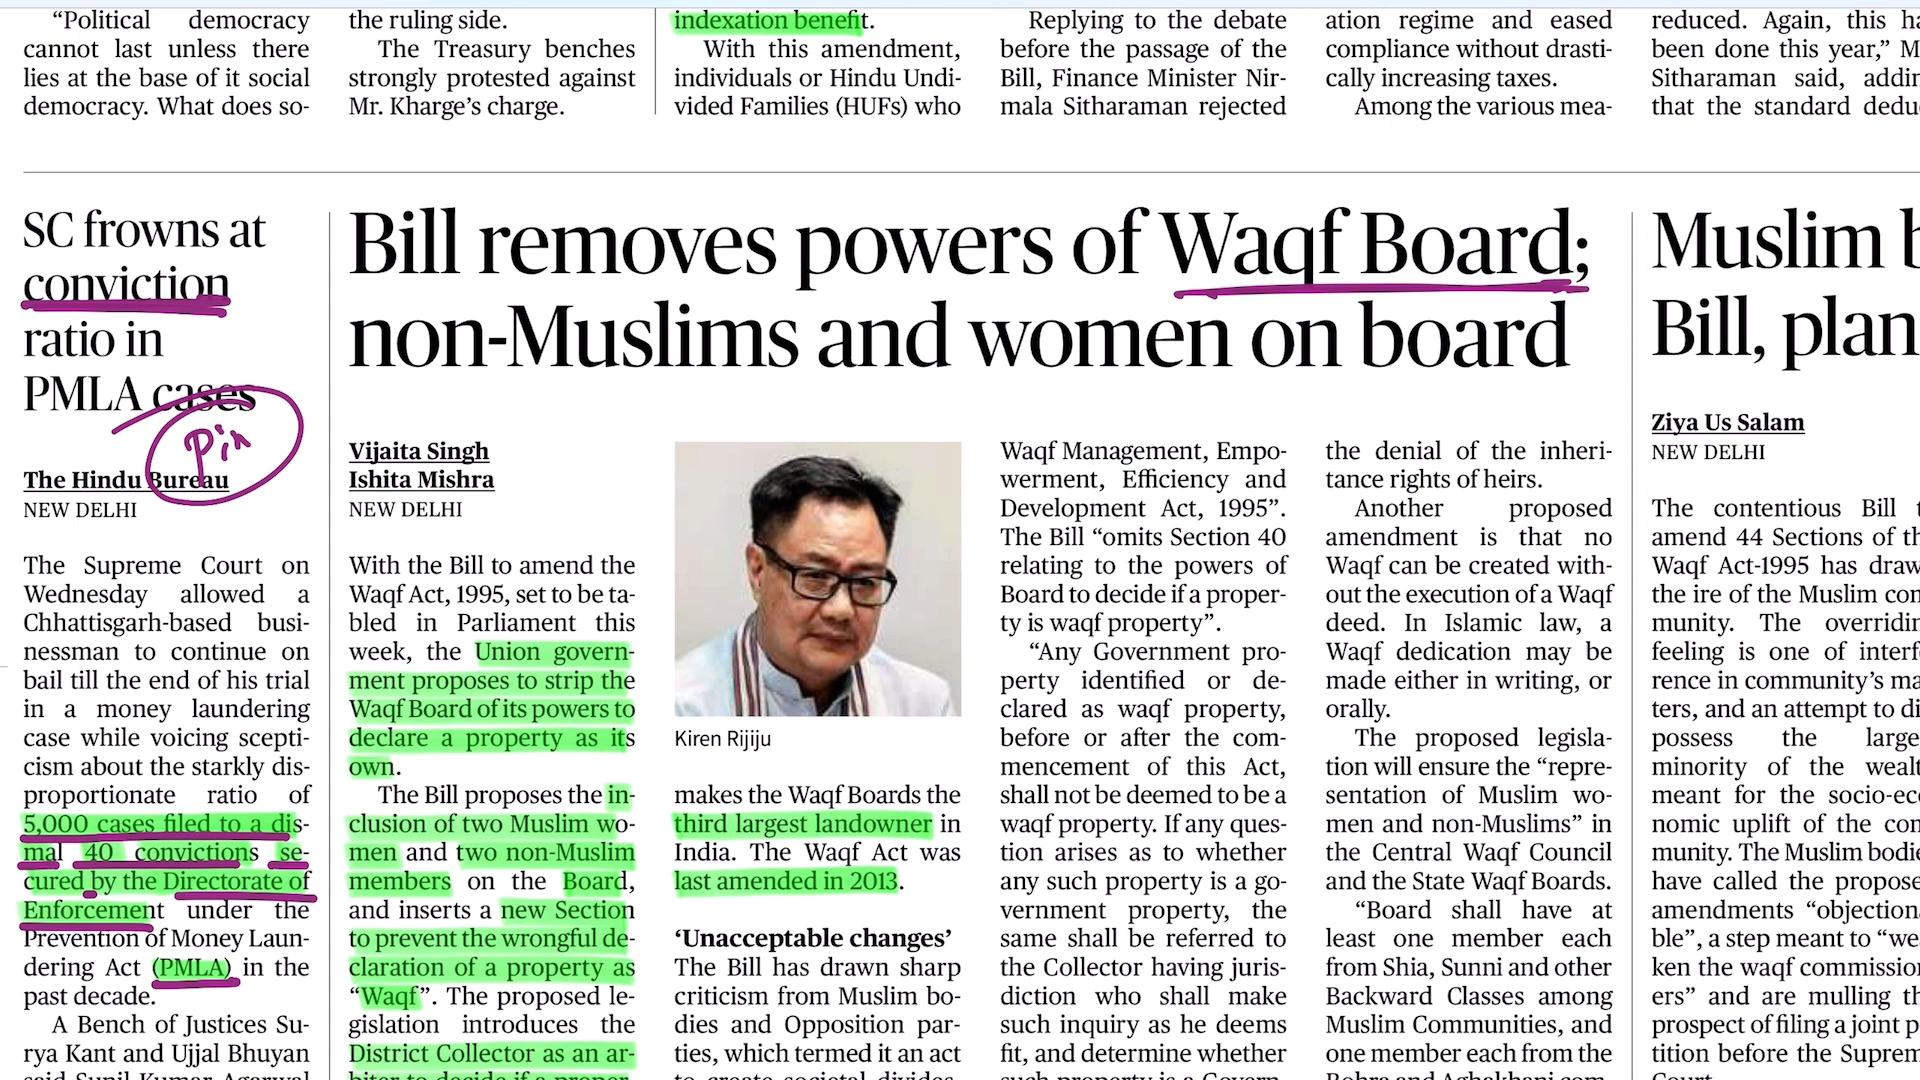 “Political democracy
cannot last unless there
lies at the base of it social
democracy. What does so-
the ruling side.
The Treasury benches
strongly protested against
Mr. Kharge’s charge.
indexation benefit.
With this amendment,
individuals or Hindu Undi-
vided Families (HUFs) who
Replying to the debate
before the passage of the
Bill, Finance Minister Nir-
mala Sitharaman rejected
ation regime and eased
compliance without drasti-
cally increasing taxes.
Among the various mea-
reduced. Again, this ha
been done this year,” M
Sitharaman said, addin
that the standard dedu
SC frowns at
conviction
ratio in
PMLA cases
Pin
The Hindu Bureau
NEW DELHI
The Supreme Court on
Wednesday allowed a
Chhattisgarh-based busi-
nessman to continue on
bail till the end of his trial
in a money laundering
case while voicing scepti-
cism about the starkly dis-
proportionate ratio of
5,000 cases filed to a dis-
mal 40 convictions se-
cured by the Directorate of
Enforcement under the
Prevention of Money Laun-
dering Act (PMLA) in the
past decade.
A Bench of Justices Su-
rya Kant and Ujjal Bhuyan
said Sunil Kumar Agarwal
Bill removes powers of Waqf Board;
non-Muslims and women on board
Vijaita Singh
Ishita Mishra
NEW DELHI
With the Bill to amend the
Waqf Act, 1995, set to be ta-
bled in Parliament this
week, the Union govern-
ment proposes to strip the
Waqf Board of its powers to
declare a property as its
own.
The Bill proposes the in-
clusion of two Muslim wo-
men and two non-Muslim
members on the Board,
and inserts a new Section
to prevent the wrongful de-
claration of a property as
“Waqf”. The proposed le-
gislation introduces the
District Collector as an ar-
biter to decide if a proper-
Kiren Rijiju
makes the Waqf Boards the
third largest landowner in
India. The Waqf Act was
last amended in 2013.
‘Unacceptable changes’
The Bill has drawn sharp
criticism from Muslim bo-
dies and Opposition par-
ties, which termed it an act
to create societal divides.
Waqf Management, Empo-
werment, Efficiency and
Development Act, 1995”.
The Bill “omits Section 40
relating to the powers of
Board to decide if a proper-
ty is waqf property”.
“Any Government pro-
perty identified or de-
clared as waqf property,
before or after the com-
mencement of this Act,
shall not be deemed to be a
waqf property. If any ques-
tion arises as to whether
any such property is a go-
vernment property, the
same shall be referred to
the Collector having juris-
diction who shall make
such inquiry as he deems
fit, and determine whether
such property is a Govern-
the denial of the inheri-
tance rights of heirs.
Another proposed
amendment is that no
Waqf can be created with-
out the execution of a Waqf
deed. In Islamic law, a
Waqf dedication may be
made either in writing, or
orally.
The proposed legisla-
tion will ensure the “repre-
sentation of Muslim wo-
men and non-Muslims” in
the Central Waqf Council
and the State Waqf Boards.
“Board shall have at
least one member each
from Shia, Sunni and other
Backward Classes among
Muslim Communities, and
one member each from the
Bohra and Aghakhani com-
Muslim b
Bill, plan
Ziya Us Salam
NEW DELHI
The contentious Bill t
amend 44 Sections of th
Waqf Act-1995 has draw
the ire of the Muslim com
munity. The overridin
feeling is one of interfe
rence in community’s ma
ters, and an attempt to di
possess the large
minority of the wealt
meant for the socio-eco
nomic uplift of the com
munity. The Muslim bodie
have called the propose
amendments “objectiona
ble”, a step meant to “wea
ken the waqf commission
ers” and are mulling th
prospect of filing a joint p
tition before the Suprem
Court.